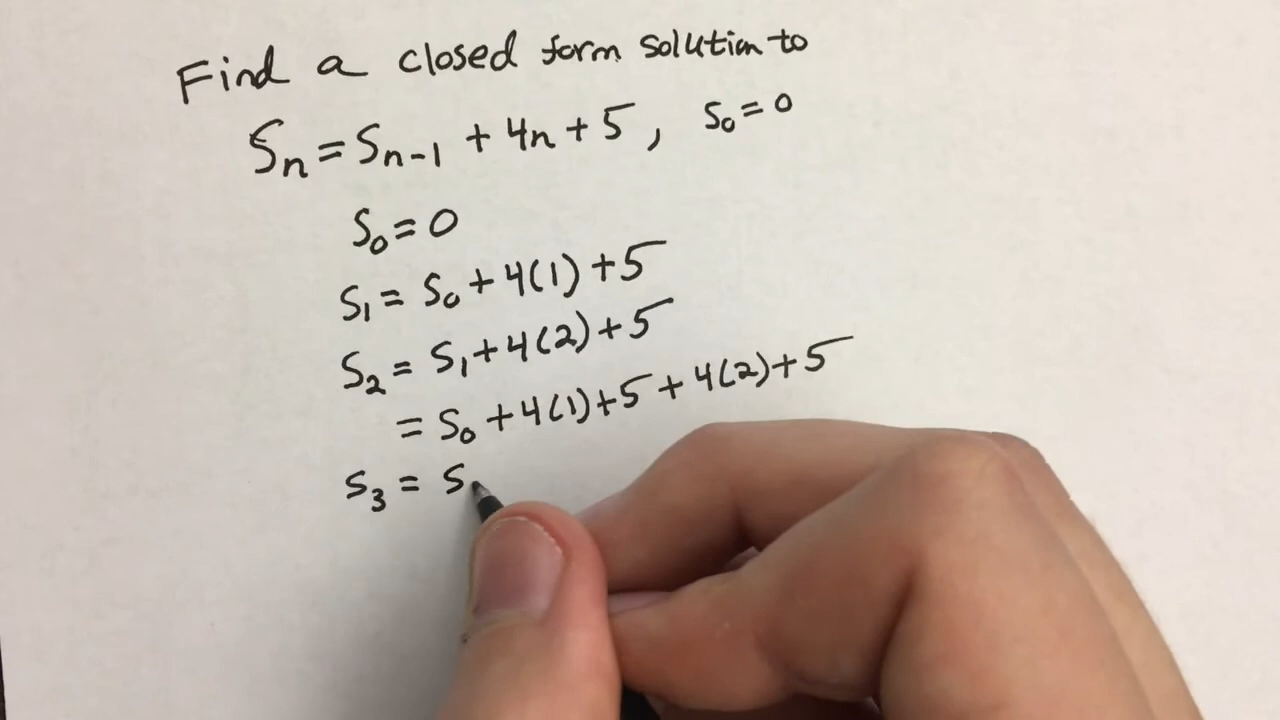 Find a closed form solution to
Sₙ = Sₙ₋₁ + 4n + 5, S₀ = 0
S₀ = 0
S₁ = S₀ + 4(1) + 5
S₂ = S₁ + 4(2) + 5
= S₀ + 4(1) + 5 + 4(2) + 5
S₃ = S